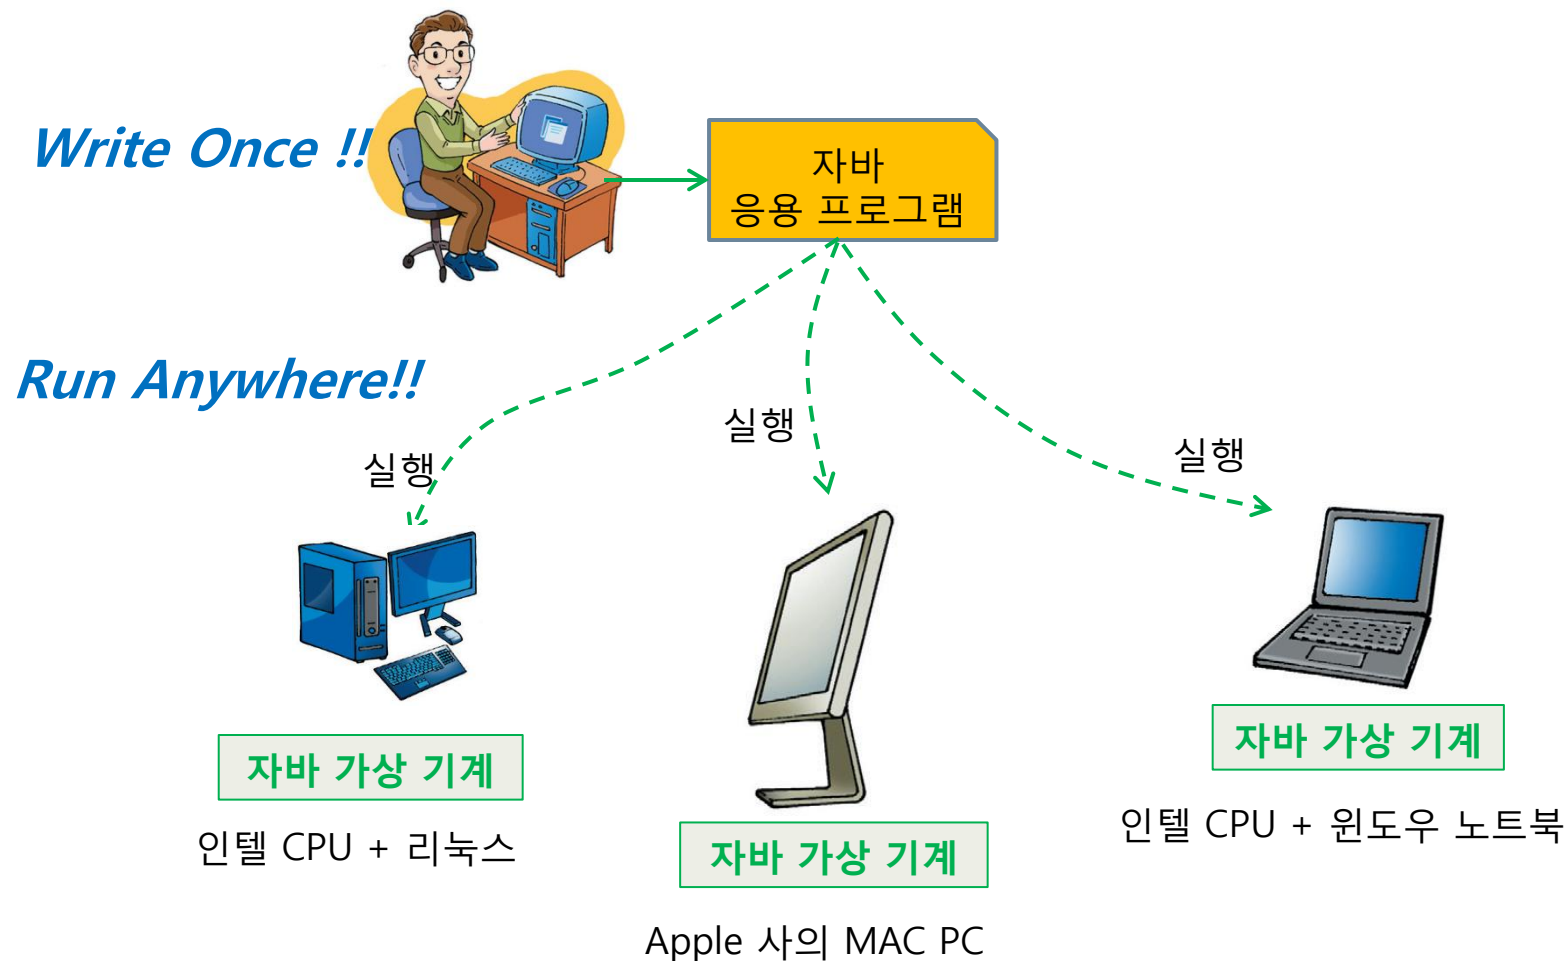 Write Once !!
자바
응용 프로그램
Run Anywhere!!
실행
실행
실행
자바 가상 기계
인텔 CPU + 리눅스
자바 가상 기계
Apple 사의 MAC PC
자바 가상 기계
인텔 CPU + 윈도우 노트북